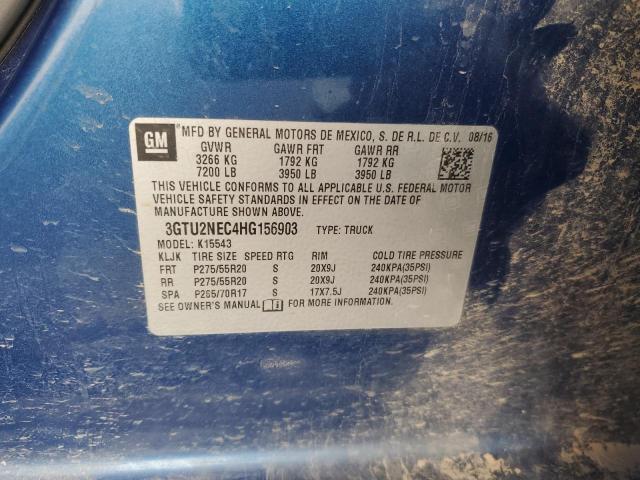 GM MFD BY GENERAL MOTORS DE MEXICO, S. DE R.L. DE C.V. 08/16
GVWR GAWR FRT GAWR RR
3266 KG 1792 KG 1792 KG
7200 LB 3950 LB 3950 LB
THIS VEHICLE CONFORMS TO ALL APPLICABLE U.S. FEDERAL MOTOR
VEHICLE SAFETY STANDARDS IN EFFECT ON THE DATE OF
MANUFACTURE SHOWN ABOVE.
3GTU2NEC4HG156903 TYPE: TRUCK
MODEL: K15543
KLJK TIRE SIZE SPEED RTG RIM COLD TIRE PRESSURE
FRT P275/55R20 S 20X9J 240KPA(35PSI)
RR P275/55R20 S 20X9J 240KPA(35PSI)
SPA P265/70R17 S 17X7.5J 240KPA(35PSI)
SEE OWNER'S MANUAL FOR MORE INFORMATION.